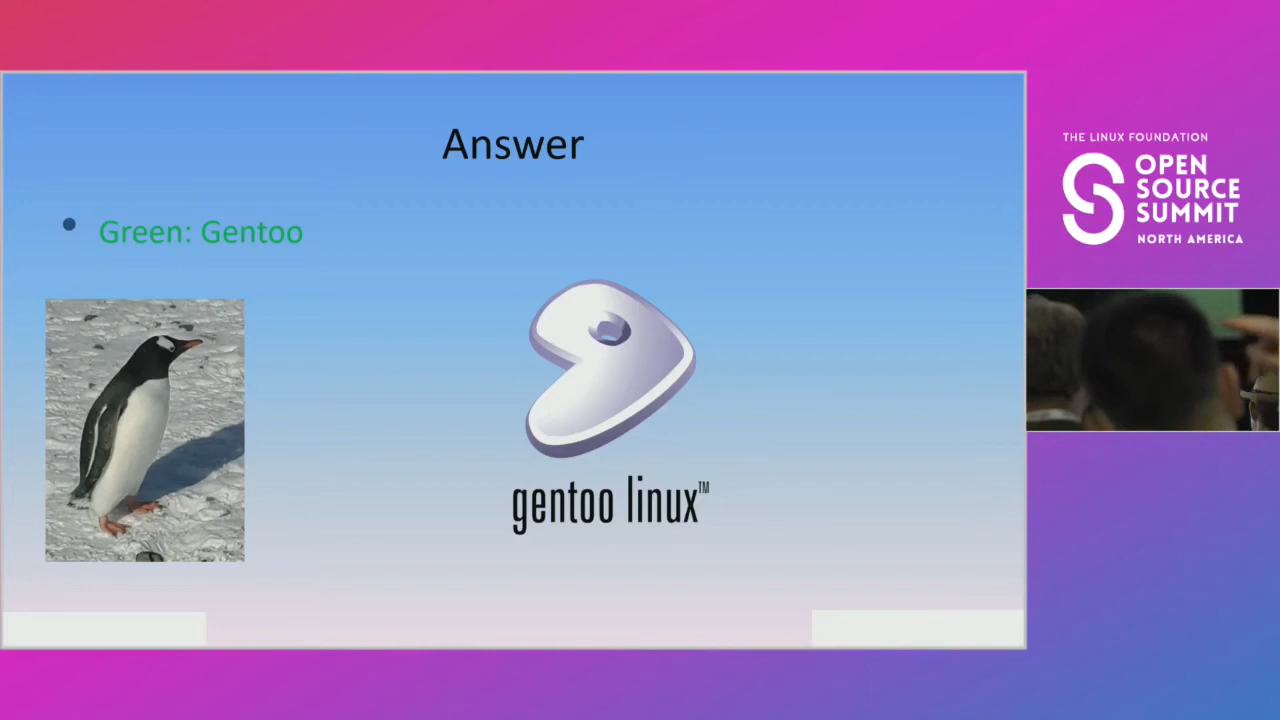 Answer
Green: Gentoo
gentoo linux™
THE LINUX FOUNDATION
OPEN
SOURCE
SUMMIT
NORTH AMERICA